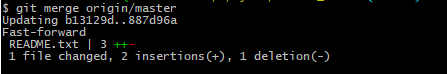 $ git merge origin/master
Updating b13129d..887d96a
Fast-forward
 README.txt | 3 ++-
 1 file changed, 2 insertions(+), 1 deletion(-)